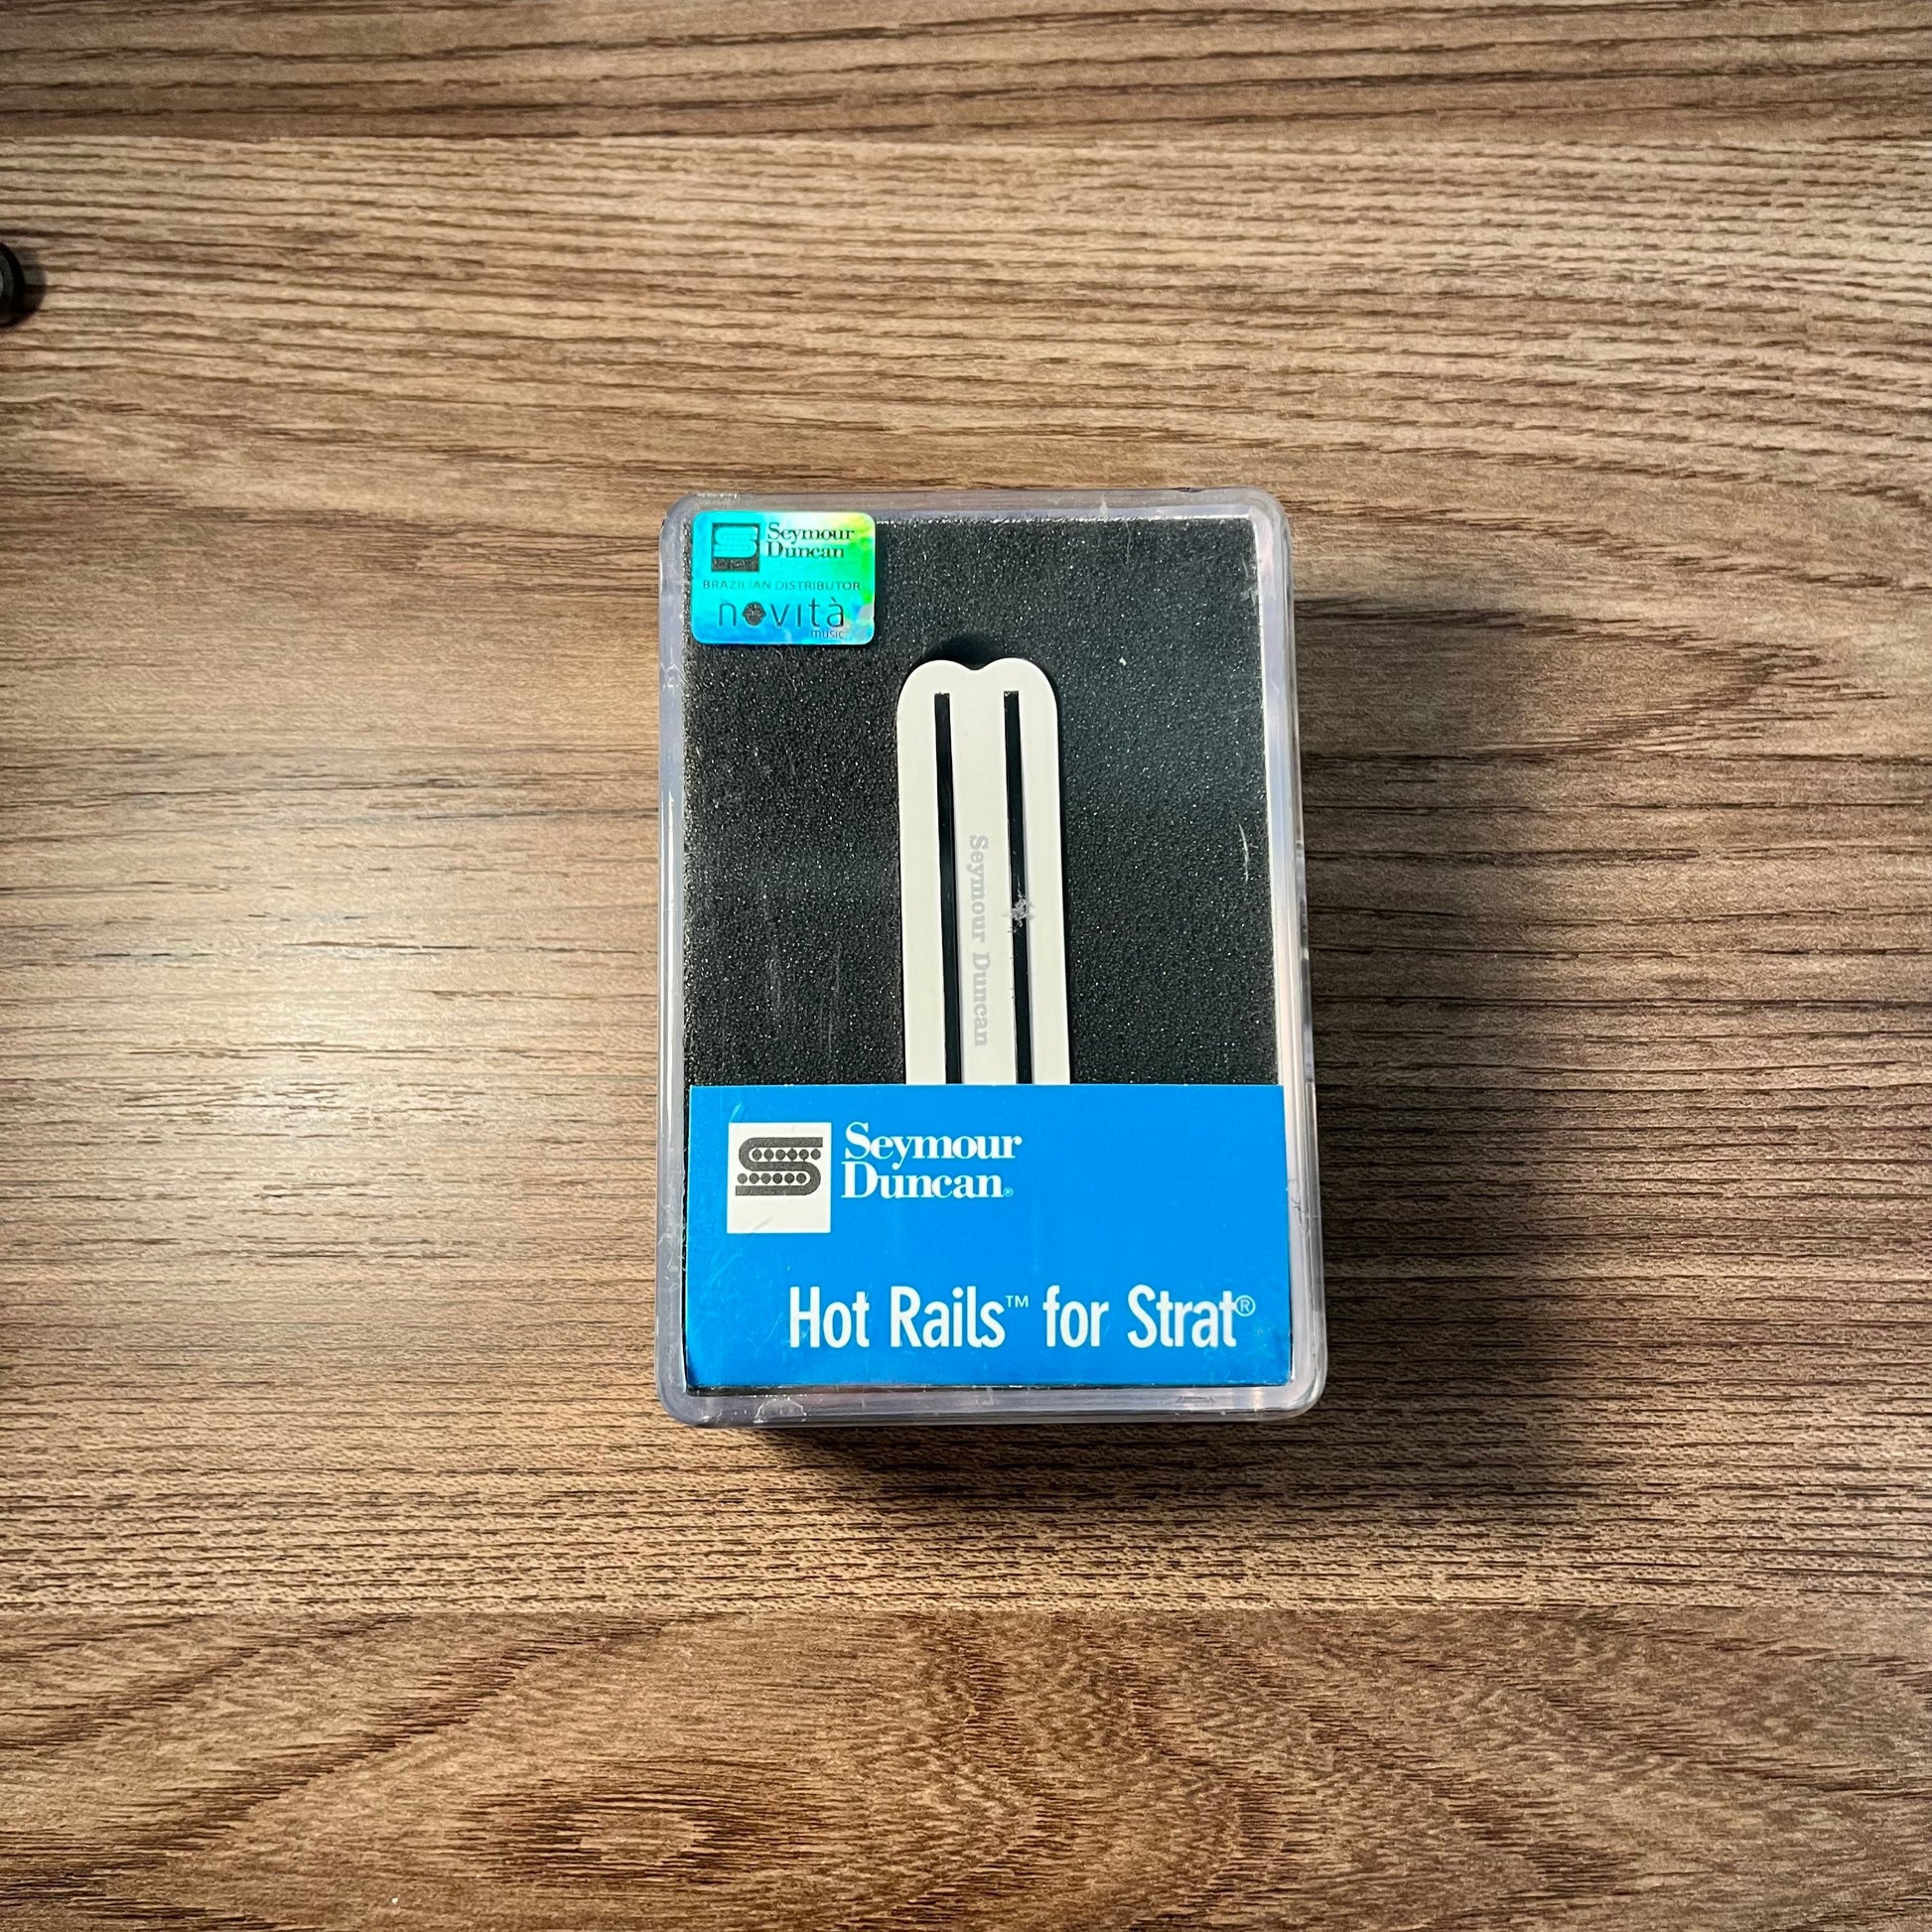 Seymour
Duncan
BRAZILIAN DISTRIBUTOR
novità
music
Seymour Duncan
Seymour
Duncan®
Hot Rails™ for Strat®